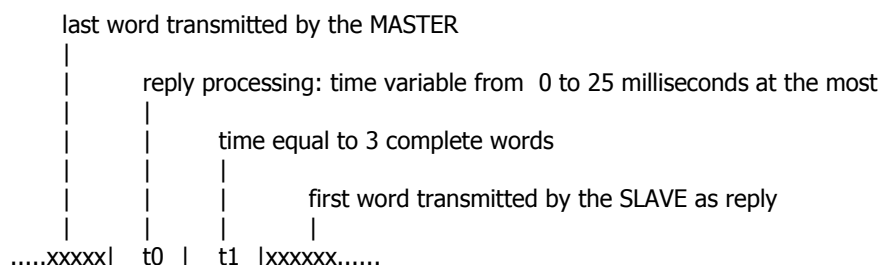 last word transmitted by the MASTER
|
| reply processing: time variable from  0 to 25 milliseconds at the most
| |
| | time equal to 3 complete words
| | |
| | | first word transmitted by the SLAVE as reply
| | | |
.....xxxxx|  t0  |  t1  |xxxxxx......